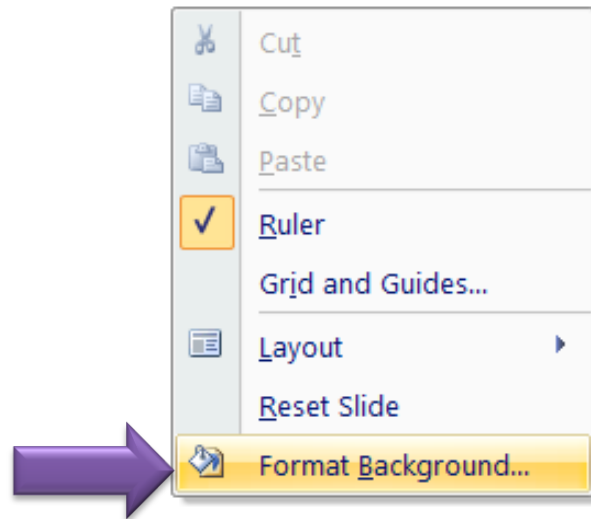 Cut
Copy
Paste
Ruler
Grid and Guides...
Layout
Reset Slide
Format Background...